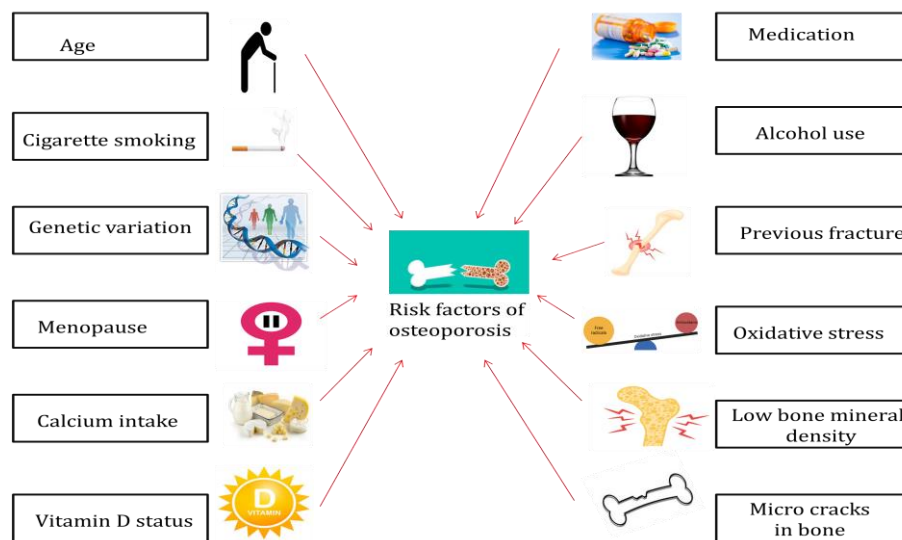 Age
Medication
Cigarette smoking
Alcohol use
Genetic variation
Previous fracture
Risk factors of
osteoporosis
Menopause
Oxidative stress
Calcium intake
Low bone mineral
density
D
VITAMIN
Vitamin D status
Micro cracks
in bone